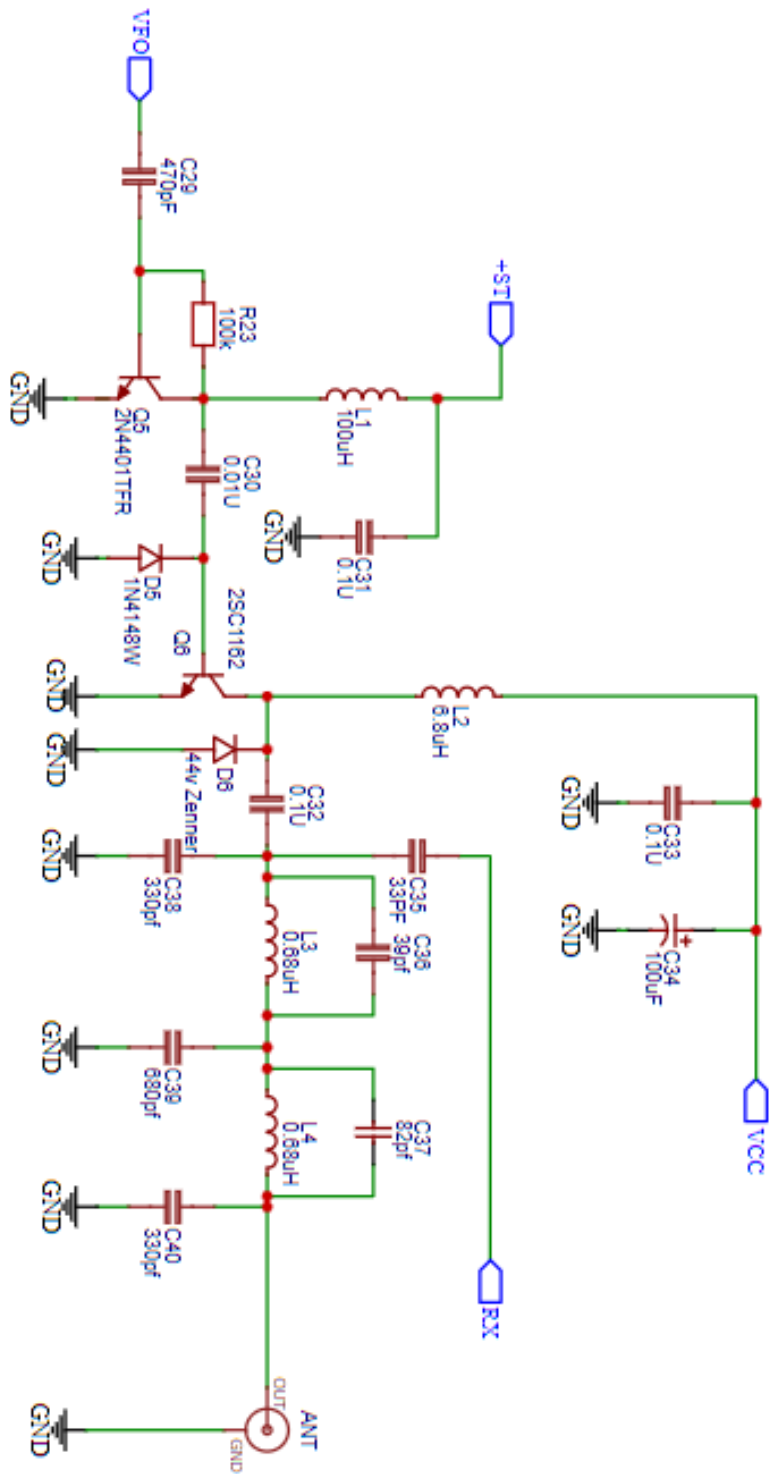 VFO
C29
470pF
R23
100k
GND
Q5
2N4401TFR
+ST
L1
100uH
C30
0.01U
GND
C31
0.1U
GND
D5
1N4148W
2SC1162
Q6
GND
L2
6.8uH
GND
D6
44v Zenner
C32
0.1U
GND
C33
0.1U
GND
C38
330pf
C35
33PF
GND
C34
100uF
+
L3
0.68uH
C36
39pf
GND
C39
680pf
VCC
L4
0.68uH
C37
82pf
GND
C40
330pf
RX
OUT
ANT
GND
GND